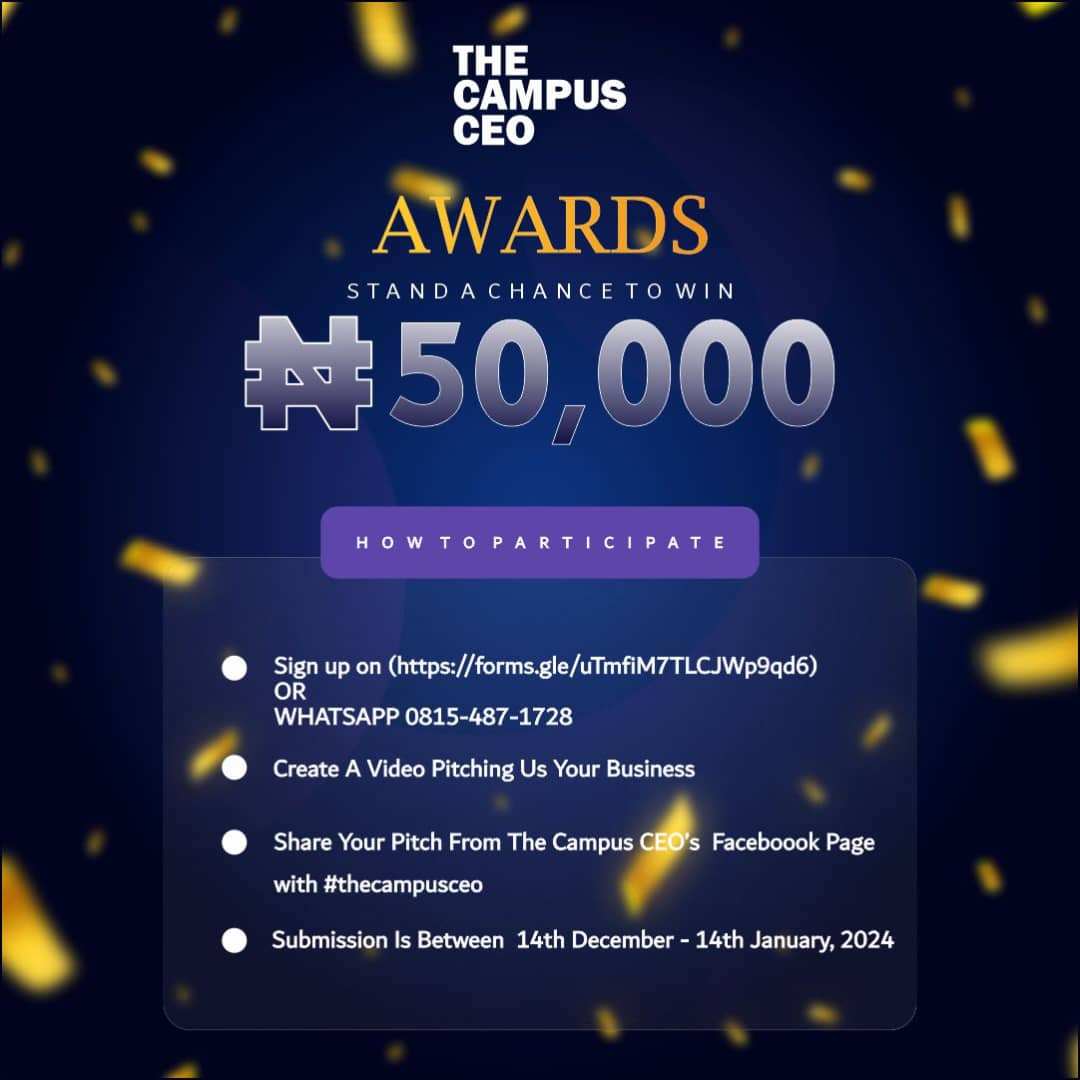 THE
CAMPUS
CEO
AWARDS
STAND A CHANCE TO WIN
₦50,000
HOW TO PARTICIPATE
Sign up on (https://forms.gle/uTmfiM7TLCJWp9qd6)
OR
WHATSAPP 0815-487-1728
Create A Video Pitching Us Your Business
Share Your Pitch From The Campus CEO's Faceboook Page
with #thecampusceo
Submission Is Between 14th December - 14th January, 2024